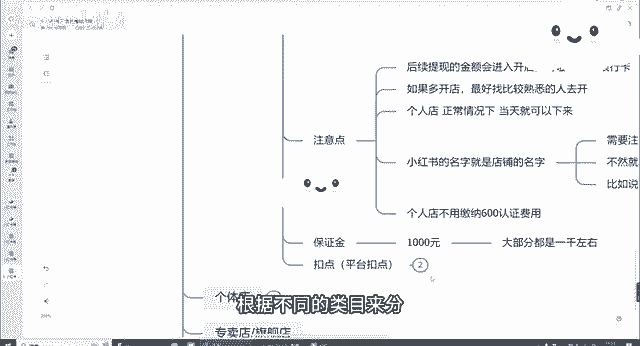 后续提现的金额会进入开
行卡
如果多开店，最好找比较熟悉的人去开
个人店 正常情况下 当天就可以下来
注意点
需要注
小红书的名字就是店铺的名字
不然就
比如说
个人店不用缴纳600认证费用
保证金
1000元
大部分都是一千左右
扣点（平台扣点）
2
个体
根据不同的类目来分
专卖店/旗舰店